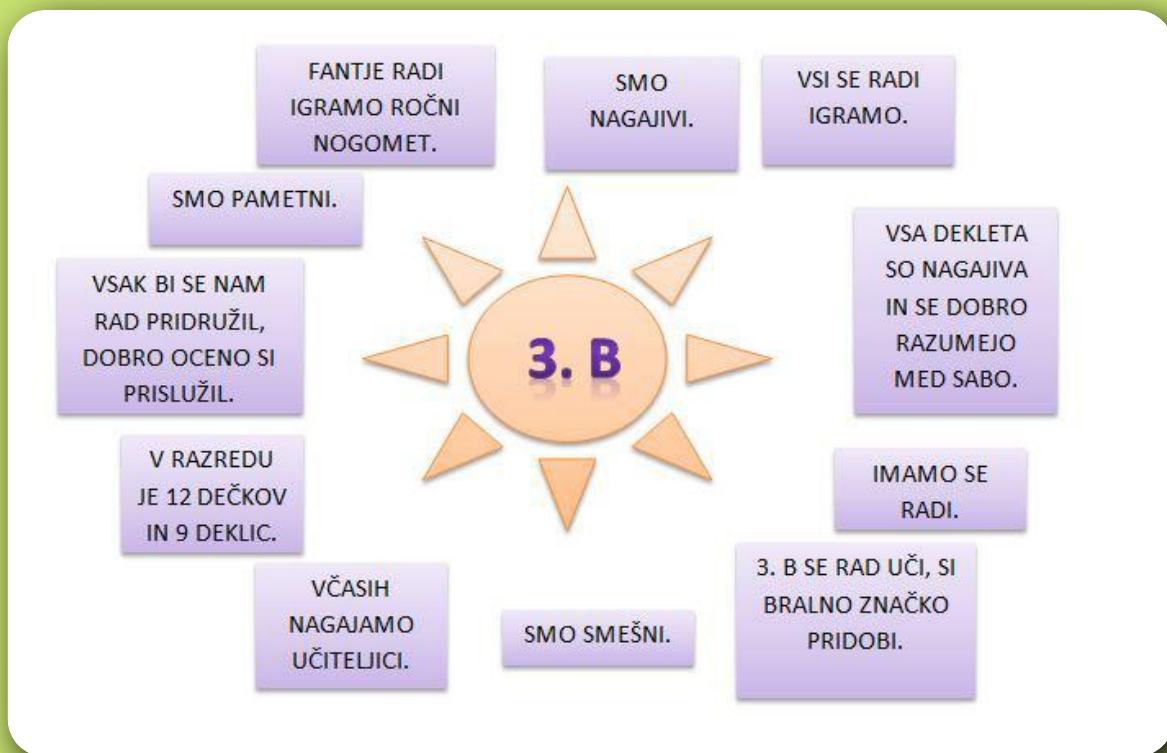 FANTJE RADI
IGRAMO ROČNI
NOGOMET.
SMO
NAGAJIVI.
VSI SE RADI
IGRAMO.
SMO PAMETNI.
VSA DEKLETA
SO NAGAJIVA
IN SE DOBRO
RAZUMEJO
MED SABO.
VSAK BI SE NAM
RAD PRIDRUŽIL,
DOBRO OCENO SI
PRISLUŽIL.
3. B
V RAZREDU
JE 12 DEČKOV
IN 9 DEKLIC.
IMAMO SE
RADI.
VČASIH
NAGAJAMO
UČITELJICI.
SMO SMEŠNI.
3. B SE RAD UČI, SI
BRALNO ZNAČKO
PRIDOBI.